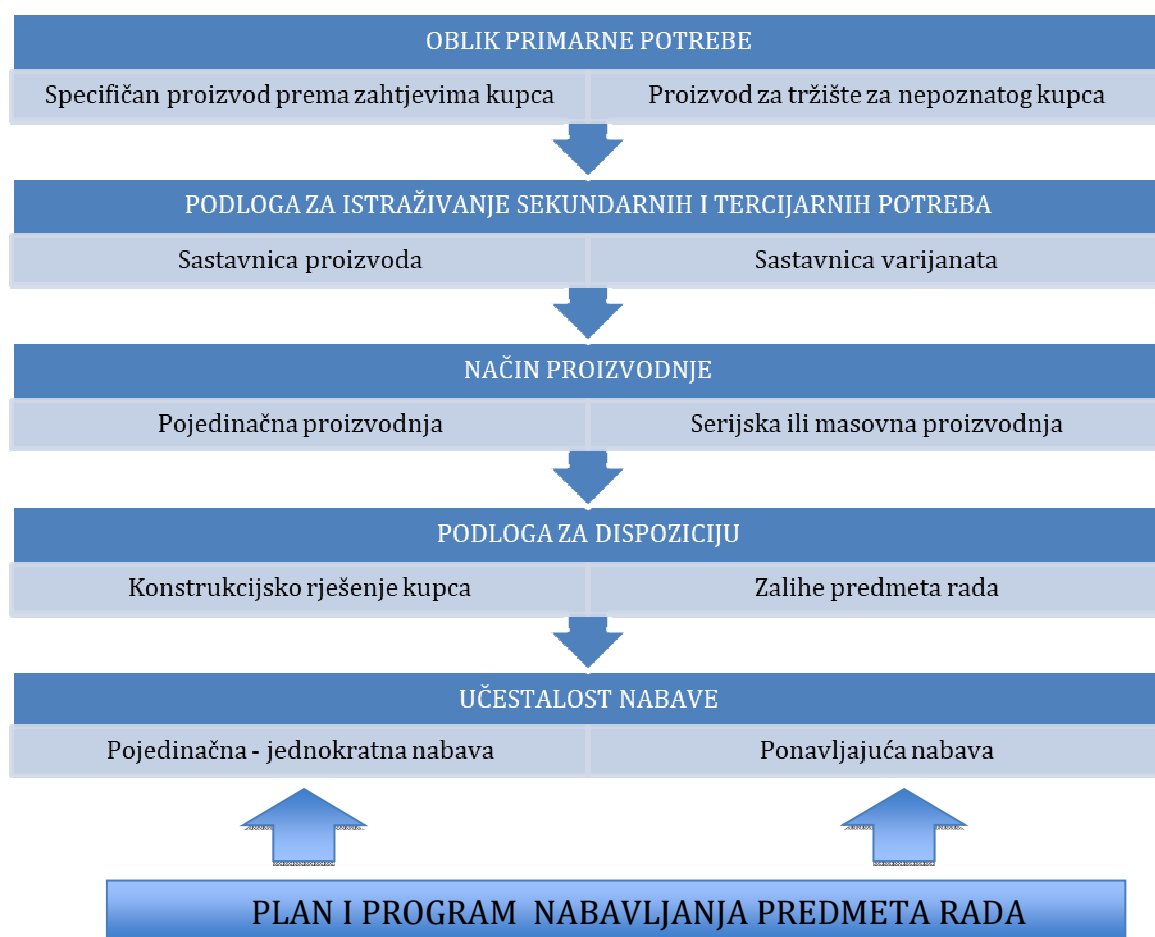 OBLIK PRIMARNE POTREBE
Specifičan proizvod prema zahtjevima kupca
Proizvod za tržište za nepoznatog kupca
PODLOGA ZA ISTRAŽIVANJE SEKUNDARNIH I TERCIJARNIH POTREBA
Sastavnica proizvoda
Sastavnica varijanata
NAČIN PROIZVODNJE
Pojedinačna proizvodnja
Serijska ili masovna proizvodnja
PODLOGA ZA DISPOZICIJU
Konstrukcijsko rješenje kupca
Zalihe predmeta rada
UČESTALOST NABAVE
Pojedinačna - jednokratna nabava
Ponavljajuća nabava
PLAN I PROGRAM NABAVLJANJA PREDMETA RADA